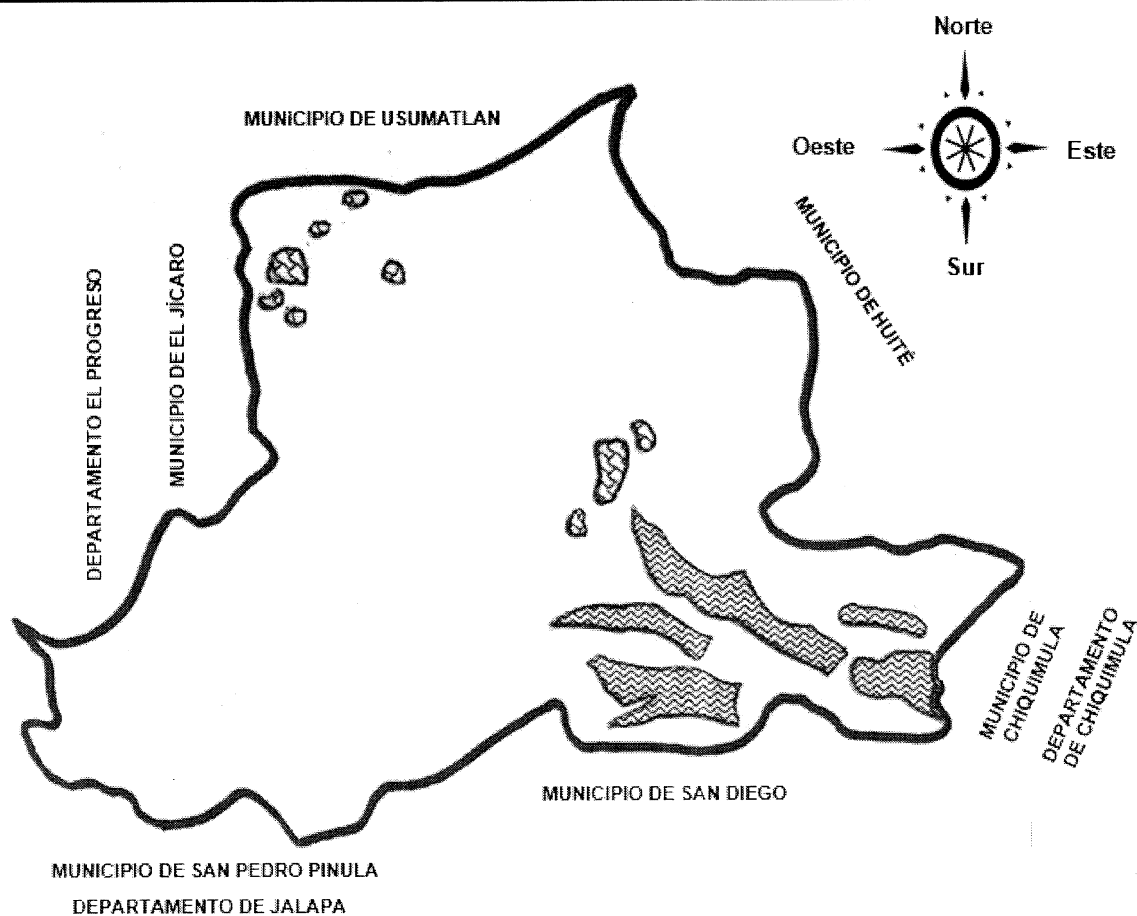 Norte
MUNICIPIO DE USUMATLAN
Oeste
Este
Sur
MUNICIPIO DE HUITÉ
DEPARTAMENTO EL PROGRESO
MUNICIPIO DE EL JÍCARO
MUNICIPIO DE
CHIQUIMULA
DEPARTAMENTO
DE CHIQUIMULA
MUNICIPIO DE SAN DIEGO
MUNICIPIO DE SAN PEDRO PINULA
DEPARTAMENTO DE JALAPA